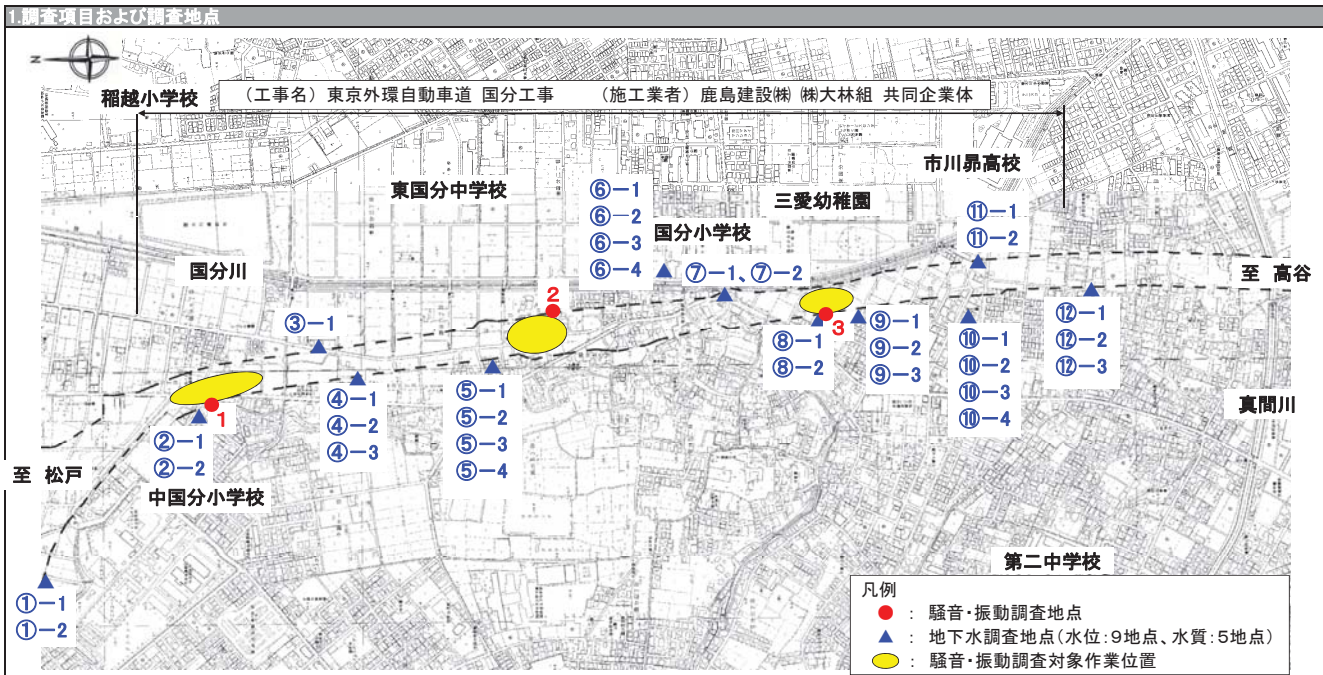 1.調査項目および調査地点
N
稲越小学校
(工事名) 東京外環自動車道 国分工事 (施工業者) 鹿島建設㈱ ㈱大林組 共同企業体
市川昴高校
東国分中学校
⑥-1
⑥-2
⑥-3
⑥-4
三愛幼稚園
国分小学校
⑪-1
⑪-2
国分川
⑦-1、⑦-2
至 高谷
2
③-1
3
⑧-1
⑧-2
⑨-1
⑨-2
⑨-3
⑩-1
⑩-2
⑩-3
⑩-4
⑫-1
⑫-2
⑫-3
④-1
④-2
④-3
⑤-1
⑤-2
⑤-3
⑤-4
1
②-1
②-2
真間川
至 松戸
中国分小学校
第二中学校
①-1
①-2
凡例
: 騒音・振動調査地点
: 地下水調査地点(水位:9地点、水質:5地点)
: 騒音・振動調査対象作業位置